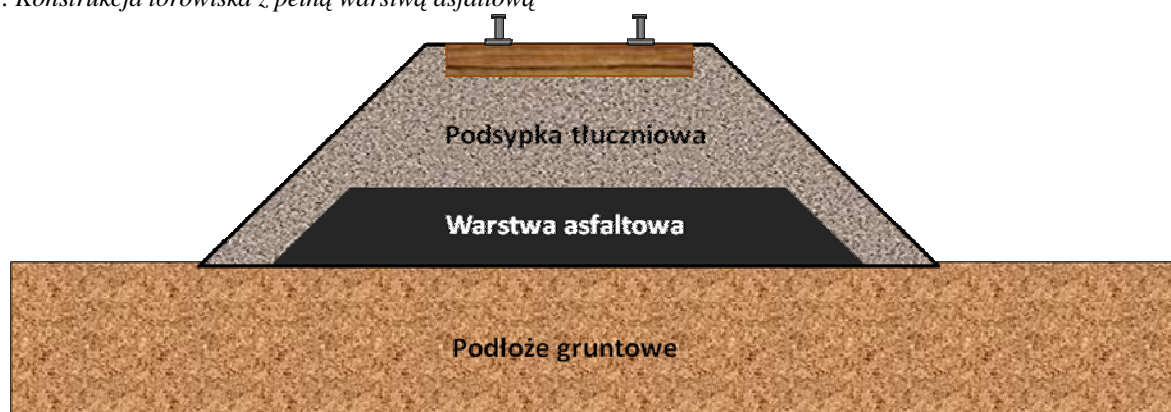 . Konstrukcja torowiska z pełną warstwą asfaltową
Podsypka tłuczniowa
Warstwa asfaltowa
Podłoże gruntowe